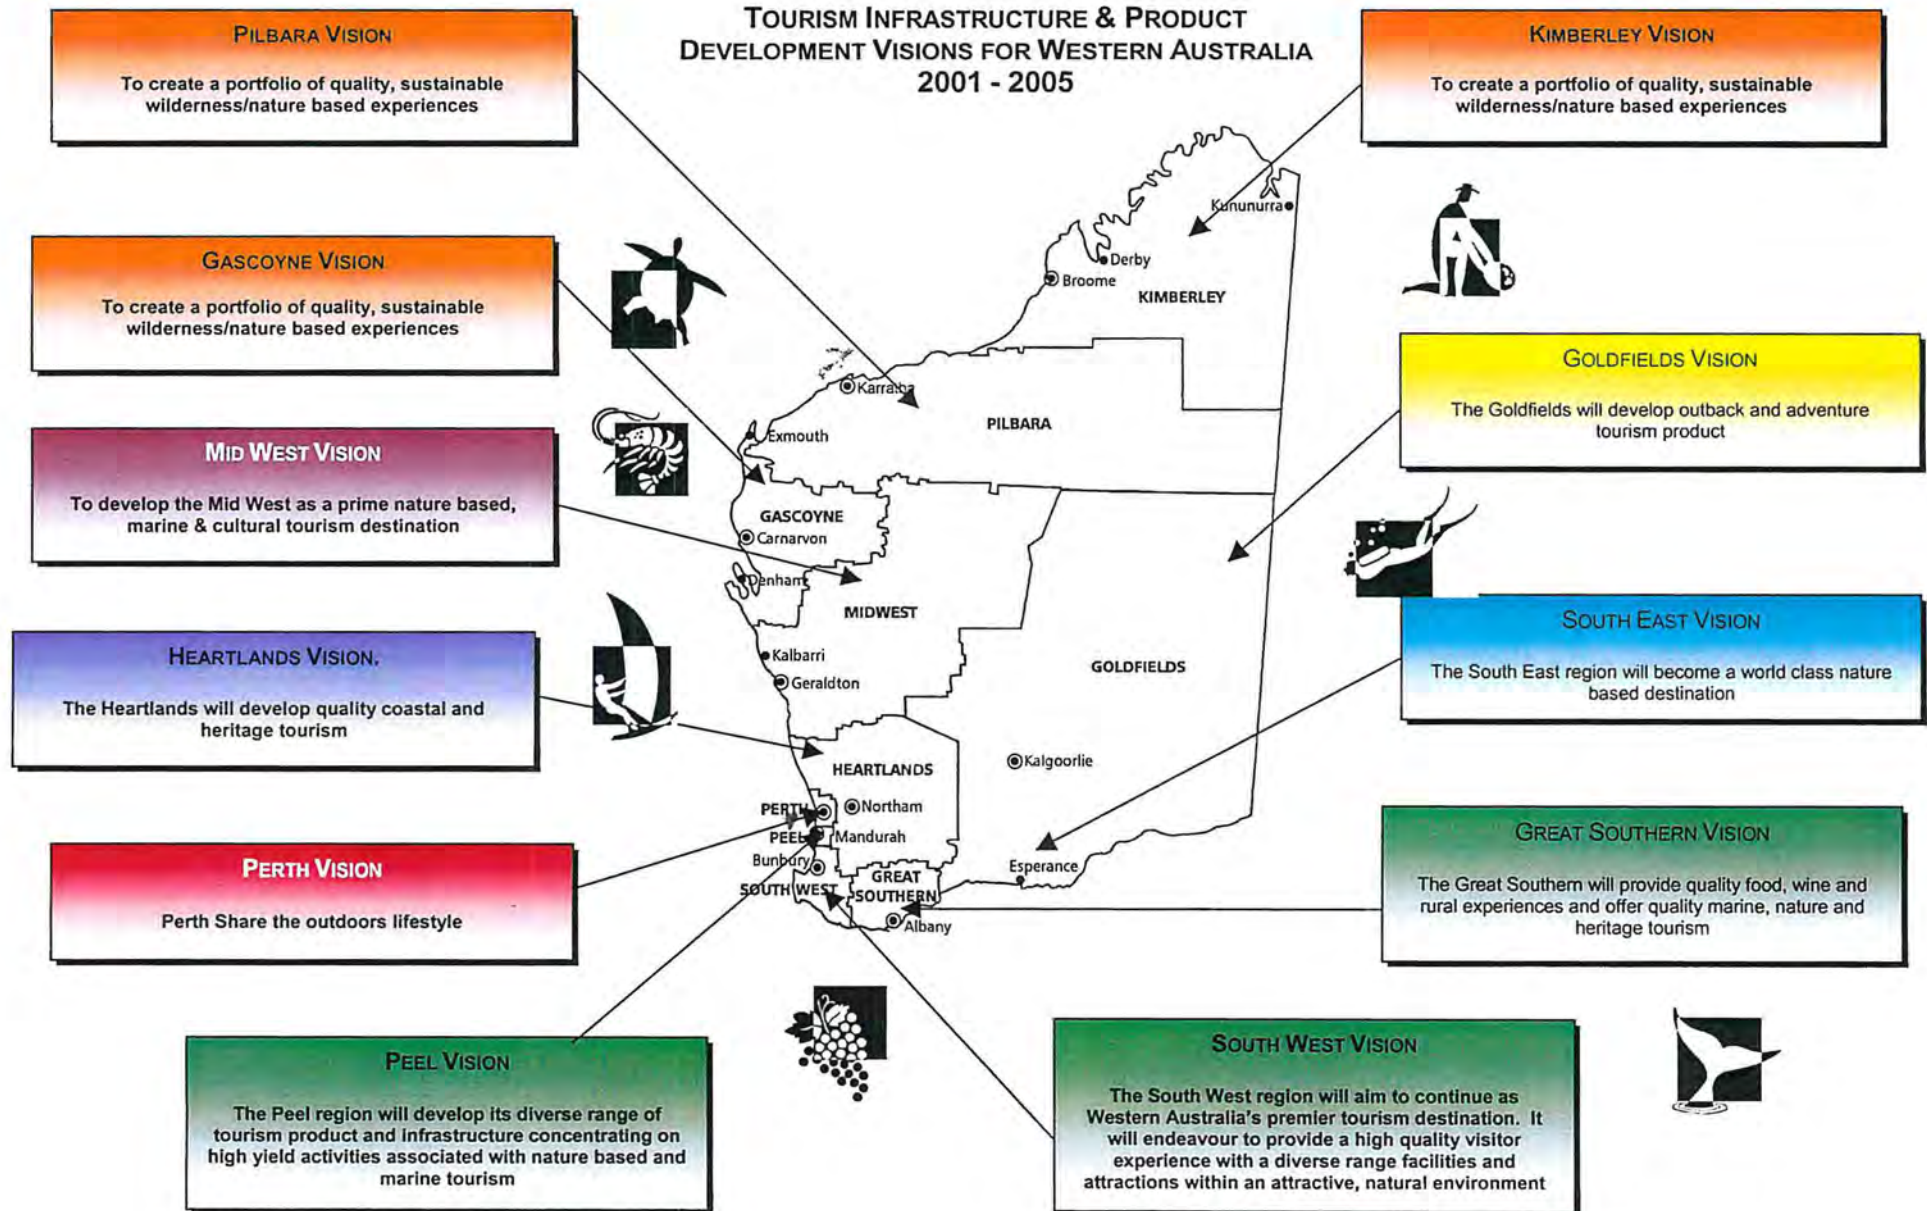 TOURISM INFRASTRUCTURE & PRODUCT
DEVELOPMENT VISIONS FOR WESTERN AUSTRALIA
2001 - 2005
PILBARA VISION
To create a portfolio of quality, sustainable
wilderness/nature based experiences
KIMBERLEY VISION
To create a portfolio of quality, sustainable
wilderness/nature based experiences
GASCOYNE VISION
To create a portfolio of quality, sustainable
wilderness/nature based experiences
GOLDFIELDS VISION
The Goldfields will develop outback and adventure
tourism product
MID WEST VISION
To develop the Mid West as a prime nature based,
marine & cultural tourism destination
SOUTH EAST VISION
The South East region will become a world class nature
based destination
HEARTLANDS VISION.
The Heartlands will develop quality coastal and
heritage tourism
GREAT SOUTHERN VISION
The Great Southern will provide quality food, wine and
rural experiences and offer quality marine, nature and
heritage tourism
PERTH VISION
Perth Share the outdoors lifestyle
PEEL VISION
The Peel region will develop its diverse range of
tourism product and infrastructure concentrating on
high yield activities associated with nature based and
marine tourism
SOUTH WEST VISION
The South West region will aim to continue as
Western Australia's premier tourism destination. It
will endeavour to provide a high quality visitor
experience with a diverse range facilities and
attractions within an attractive, natural environment
Kununurra
Derby
Broome
KIMBERLEY
Karratha
PILBARA
Exmouth
GASCOYNE
Carnarvon
Denham
MIDWEST
Kalbarri
Geraldton
GOLDFIELDS
Kalgoorlie
HEARTLANDS
PERTH
Northam
PEEL
Mandurah
Bunbury
SOUTH WEST
GREAT
SOUTHERN
Esperance
Albany